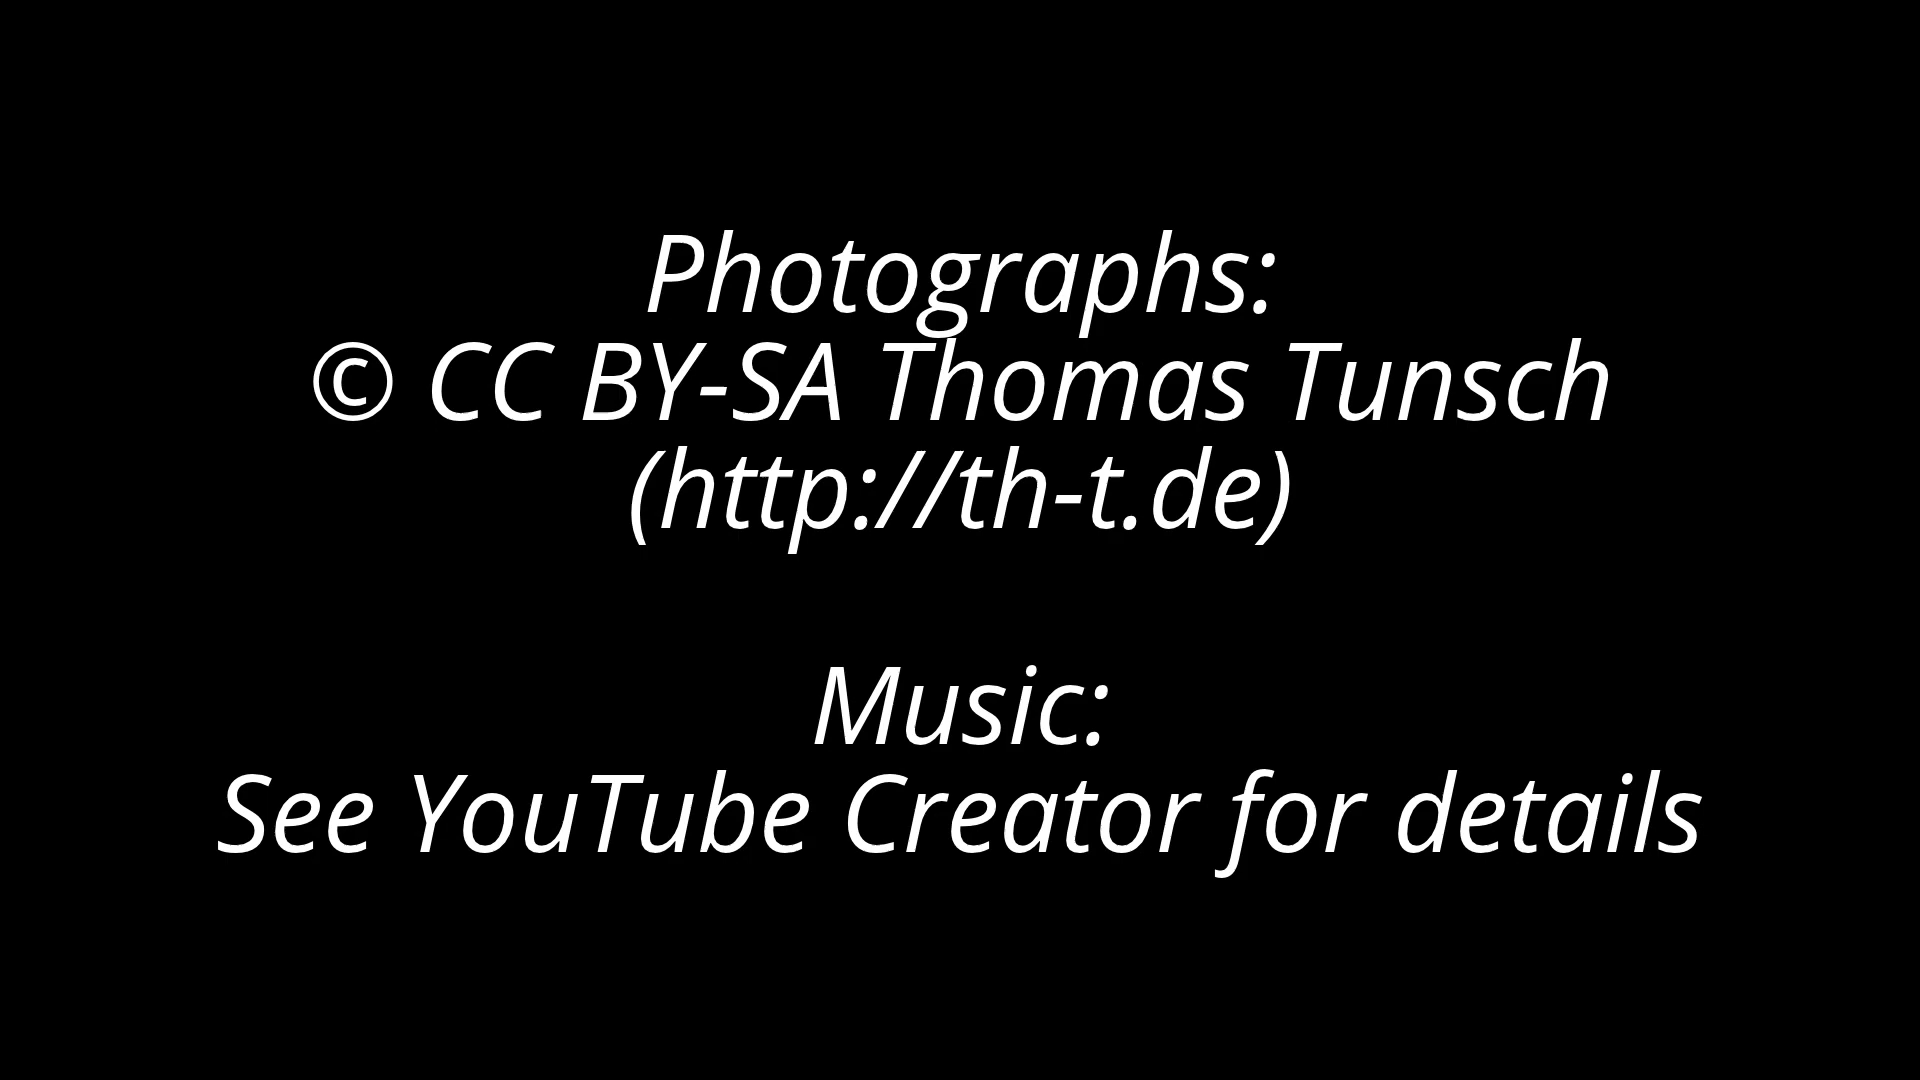 Photographs:
© CC BY-SA Thomas Tunsch
(http://th-t.de)
Music:
See YouTube Creator for details